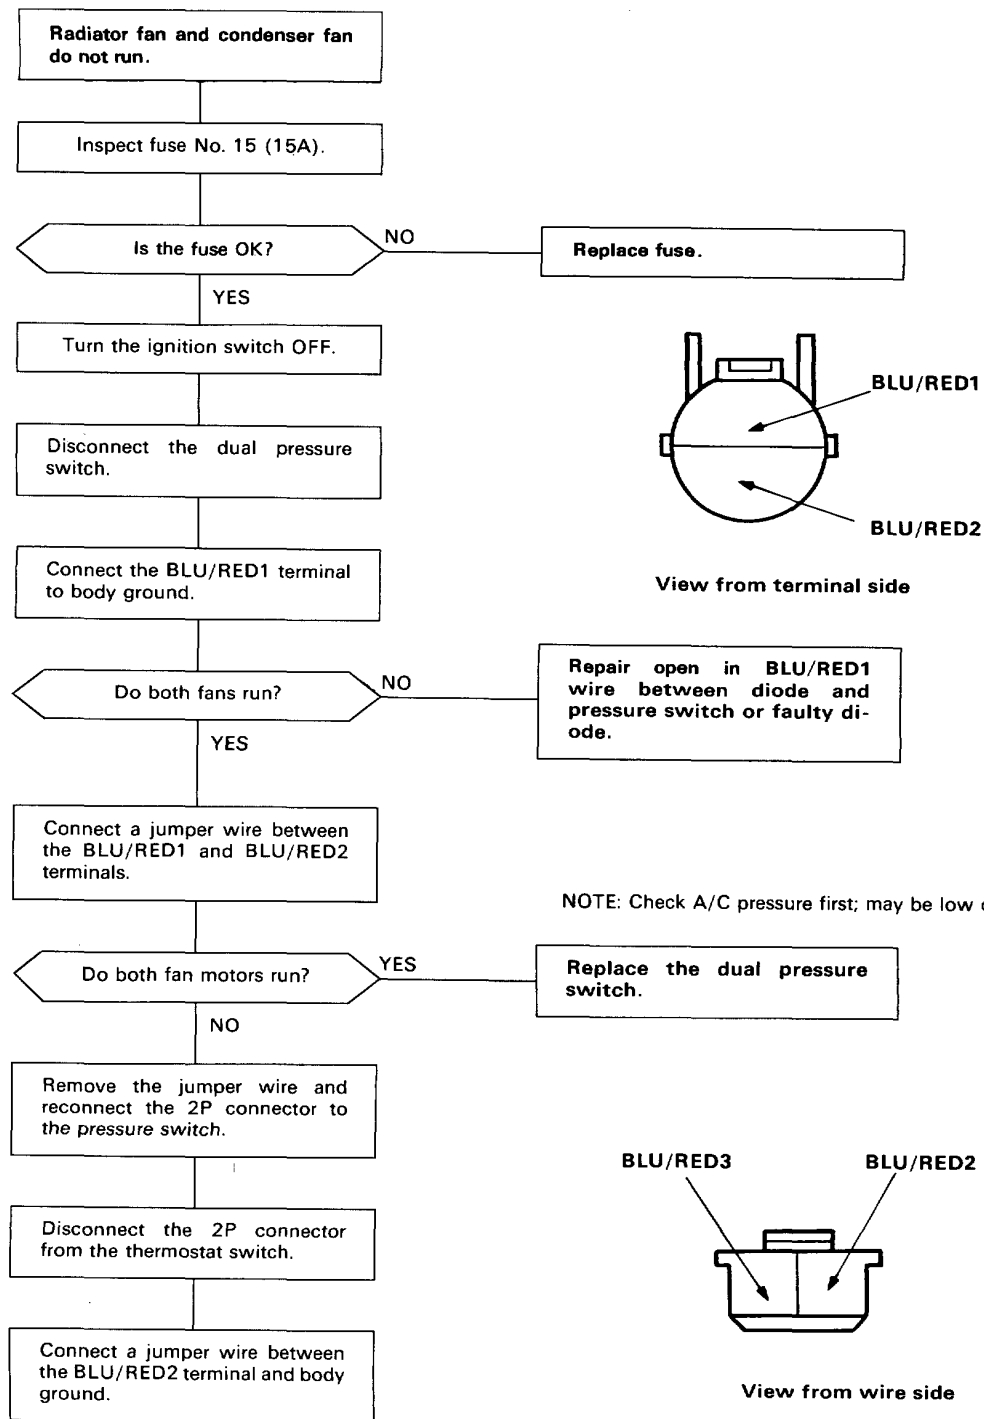 Radiator fan and condenser fan
do not run.
Inspect fuse No. 15 (15A).
Is the fuse OK?
NO
Replace fuse.
YES
Turn the ignition switch OFF.
Disconnect the dual pressure
switch.
Connect the BLU/RED1 terminal
to body ground.
BLU/RED1
BLU/RED2
View from terminal side
Do both fans run?
NO
Repair open in BLU/RED1
wire between diode and
pressure switch or faulty di-
ode.
YES
Connect a jumper wire between
the BLU/RED1 and BLU/RED2
terminals.
NOTE: Check A/C pressure first; may be low
Do both fan motors run?
YES
Replace the dual pressure
switch.
NO
Remove the jumper wire and
reconnect the 2P connector to
the pressure switch.
Disconnect the 2P connector
from the thermostat switch.
Connect a jumper wire between
the BLU/RED2 terminal and body
ground.
BLU/RED3
BLU/RED2
View from wire side